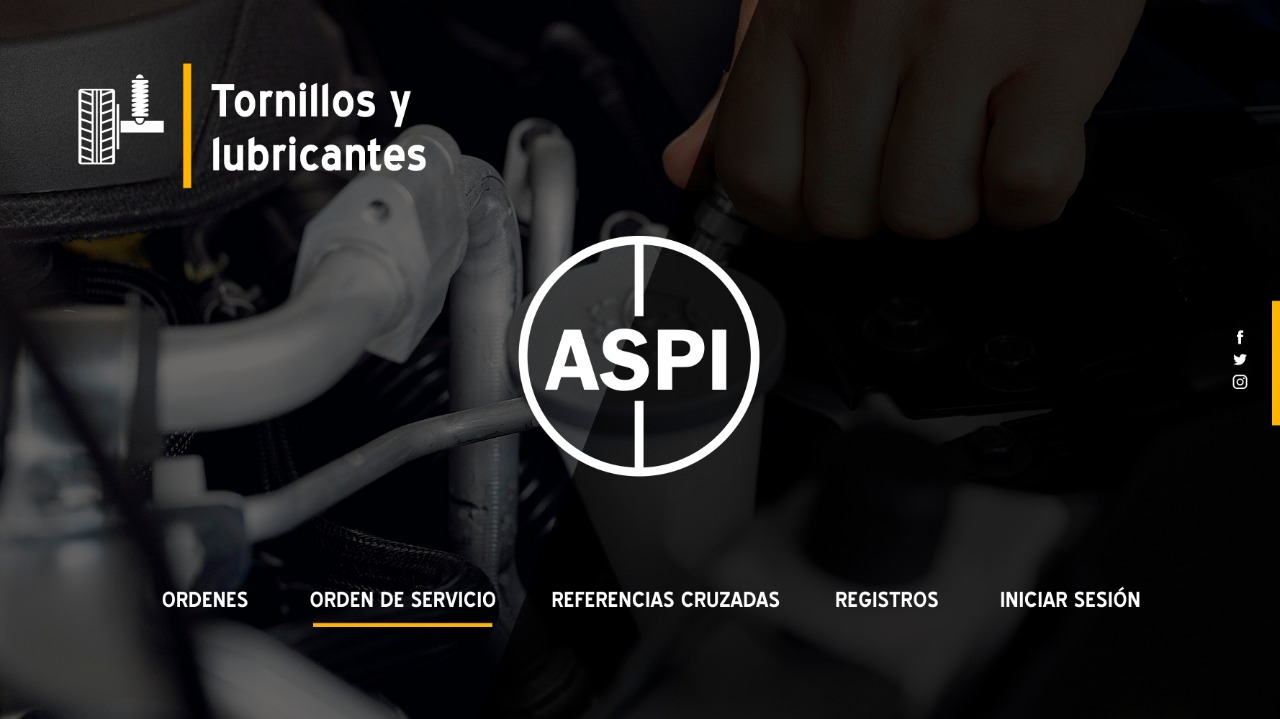 Tornillos y
lubricantes
ASPI
ORDENES
ORDEN DE SERVICIO
REFERENCIAS CRUZADAS
REGISTROS
INICIAR SESIÓN